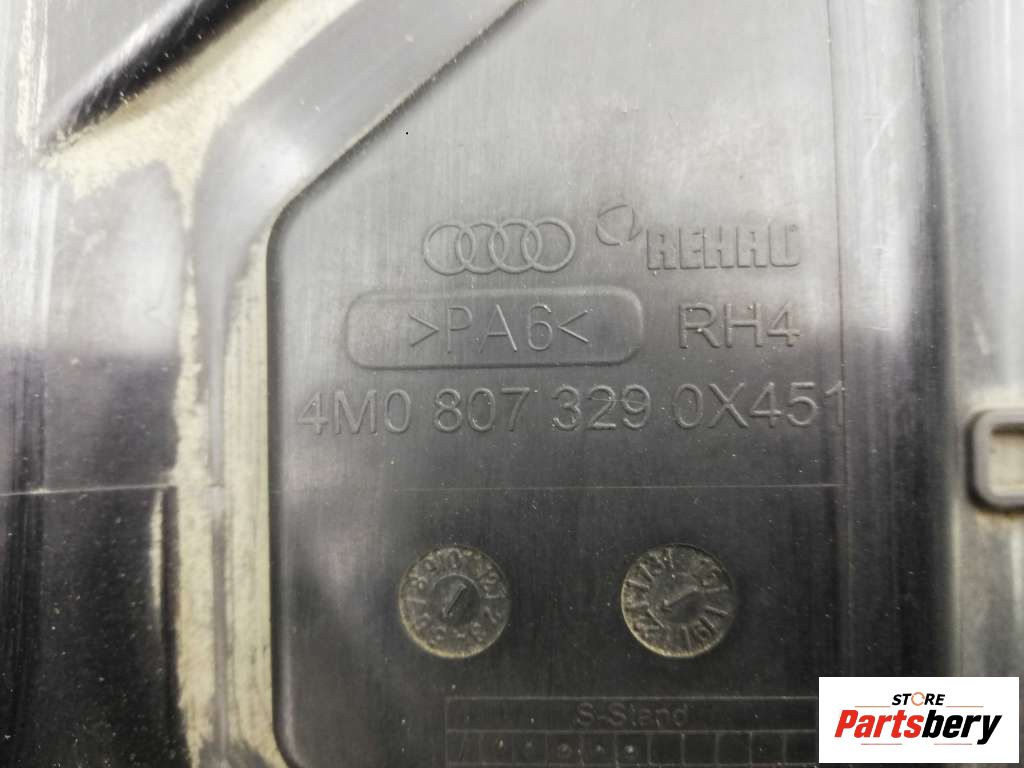 REHAU
>PA6< RH4
4M0 807 329 0X451
S-Stand
STORE
Partsbery